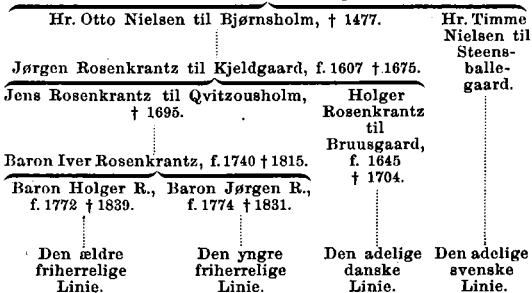 Hr. Otto Nielsen til Bjørnsholm, † 1477.
Hr. Timme
Nielsen til
Steens-
balle-
gaard.
Jørgen Rosenkrantz til Kjeldgaard, f. 1607 †.1675.
Jens Rosenkrantz til Qvitzousholm,
† 1695.
Holger
Rosenkrantz
til
Bruusgaard,
f. 1645
† 1704.
Baron Iver Rosenkrantz, f. 1740 † 1815.
Baron Holger R.,
f. 1772 † 1839.
Baron Jørgen R.,
f. 1774 † 1831.
Den ældre
friherrelige
Linie.
Den yngre
friherrelige
Linie.
Den adelige
danske
Linie.
Den adelige
svenske
Linie.